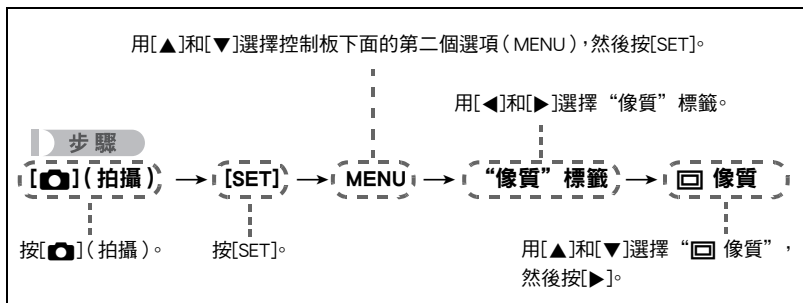 用[▲]和[▼]選擇控制板下面的第二個選項（MENU），然後按[SET]。
用[◀]和[▶]選擇“像質”標籤。
步驟
[📷]（拍攝） → [SET] → MENU → “像質”標籤 → 像質
按[📷]（拍攝）。
按[SET]。
用[▲]和[▼]選擇“ 像質”，
然後按[▶]。